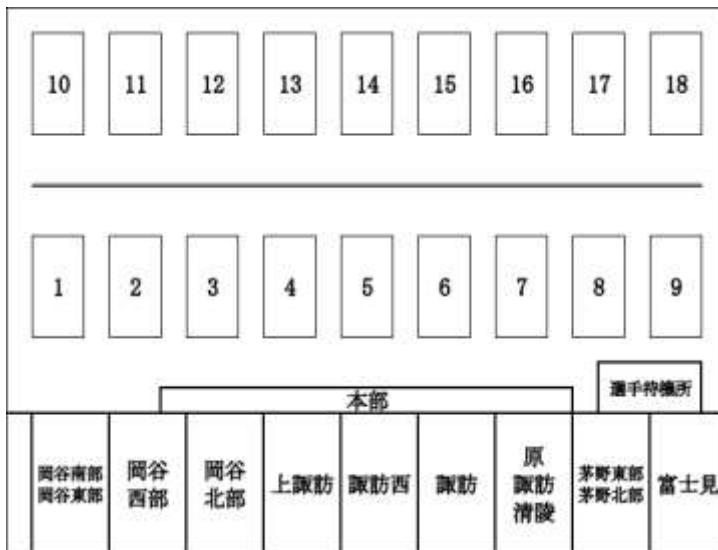 10 11 12 13 14 15 16 17 18
1 2 3 4 5 6 7 8 9
選手待機所
本部
岡谷南部
岡谷東部
岡谷
西部
岡谷
北部
上諏訪
諏訪西
諏訪
原
諏訪
清陵
茅野東部
茅野北部
富士見